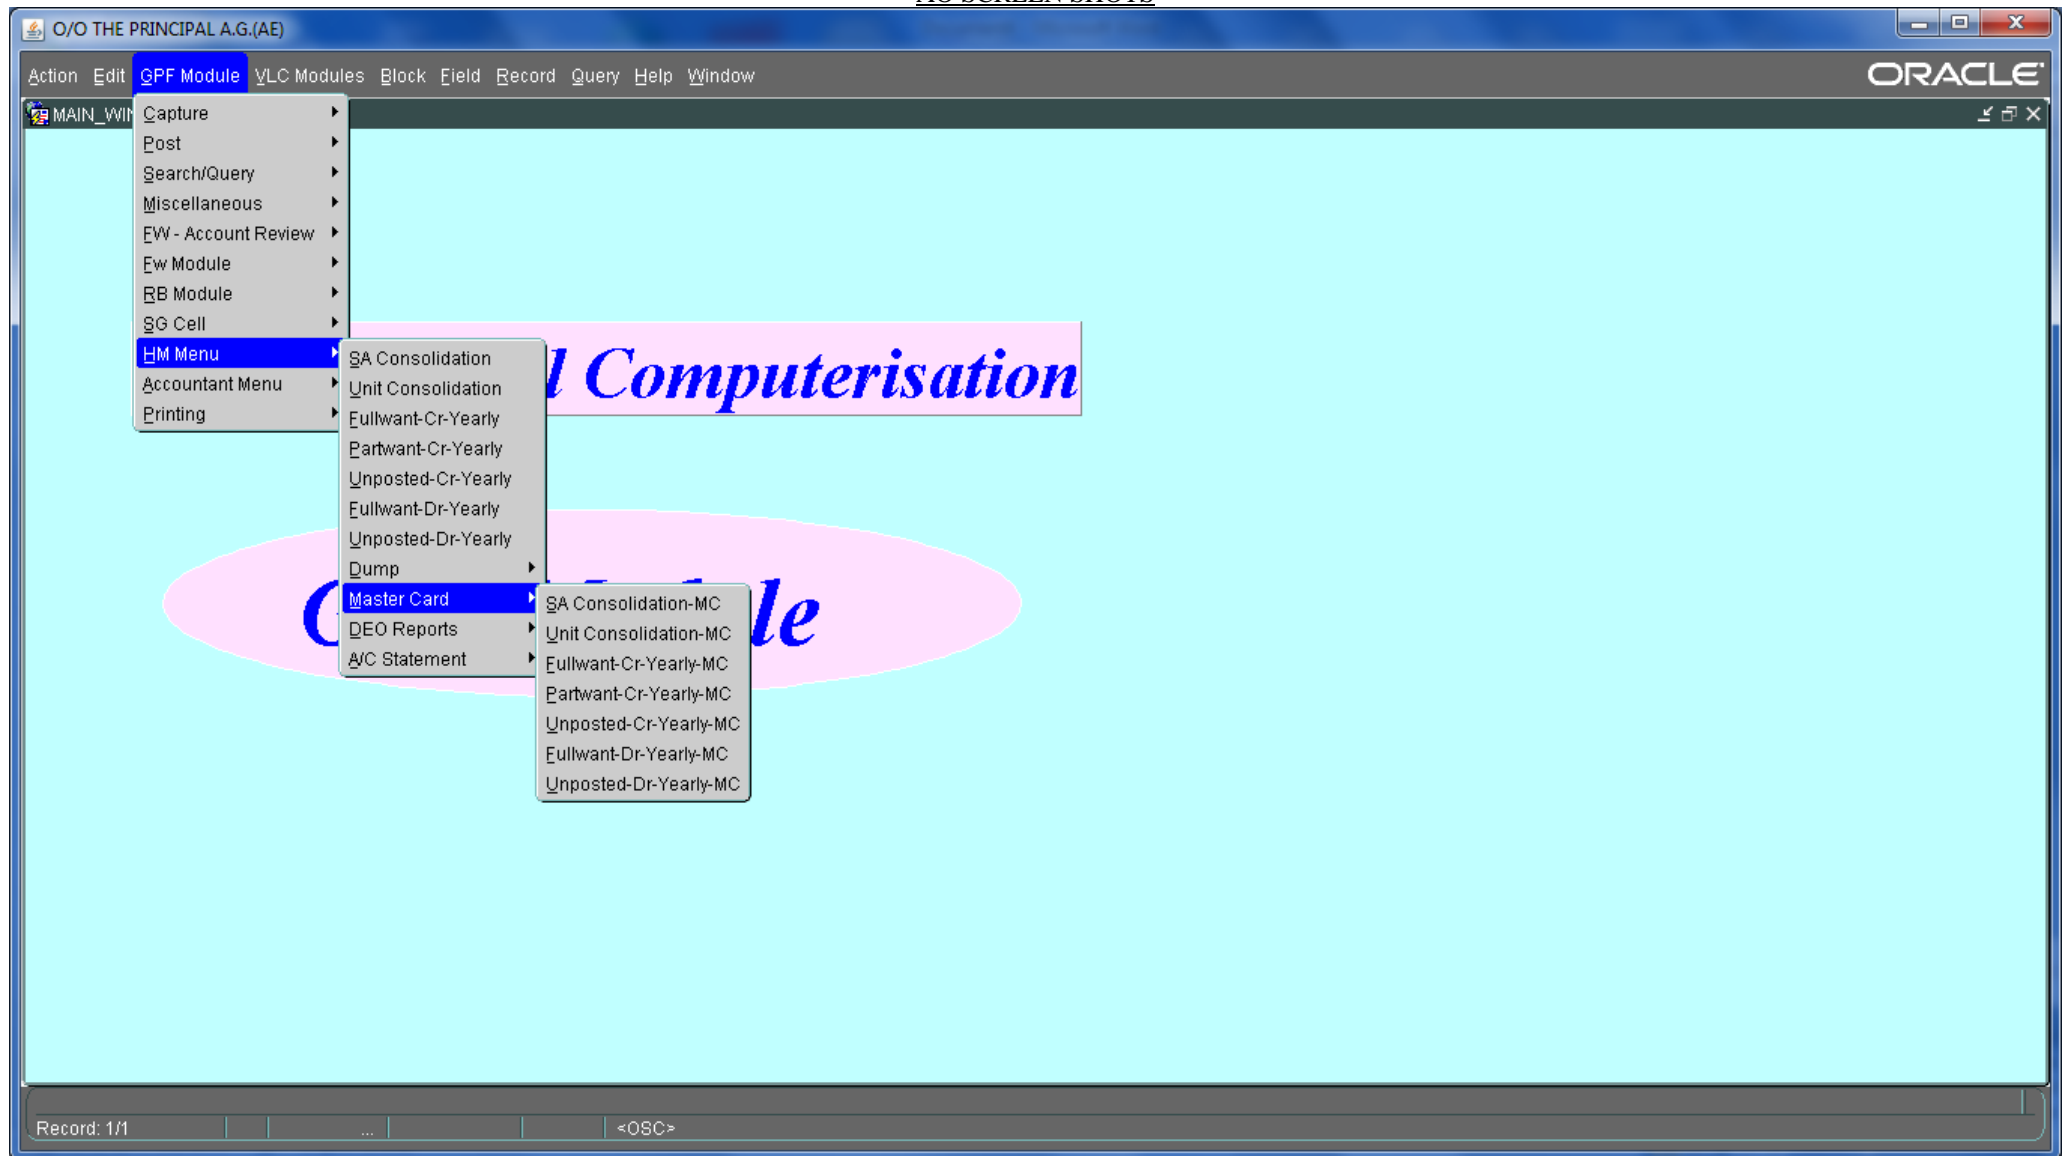 AO SCREEN SHOTS
O/O THE PRINCIPAL A.G.(AE)
Action Edit GPF Module VLC Modules Block Field Record Query Help Window
ORACLE
MAIN_WIN
Capture
Post
Search/Query
Miscellaneous
FW - Account Review
Fw Module
RB Module
SG Cell
HM Menu
Accountant Menu
Printing
SA Consolidation
Unit Consolidation
Fullwant-Cr-Yearly
Partwant-Cr-Yearly
Unposted-Cr-Yearly
Fullwant-Dr-Yearly
Unposted-Dr-Yearly
Dump
Master Card
DEO Reports
A/C Statement
SA Consolidation-MC
Unit Consolidation-MC
Fullwant-Cr-Yearly-MC
Partwant-Cr-Yearly-MC
Unposted-Cr-Yearly-MC
Fullwant-Dr-Yearly-MC
Unposted-Dr-Yearly-MC
Computerisation
Record: 1/1 ... <OSC>